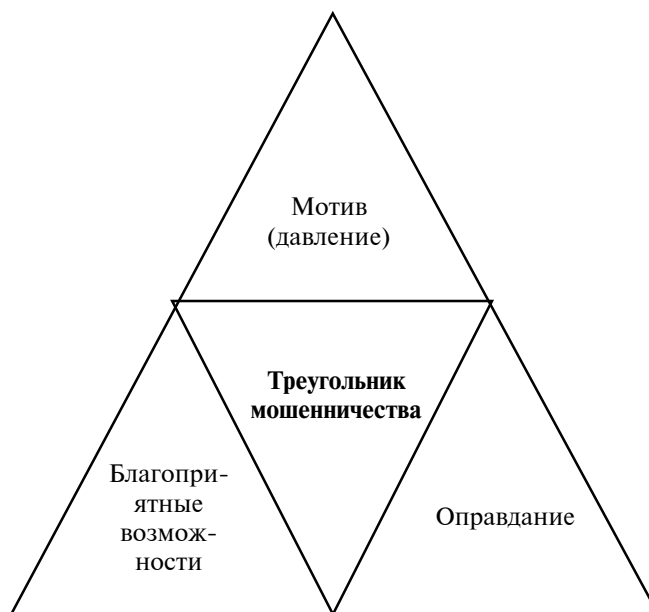 Мотив
(давление)
Треугольник
мошенничества
Благопри-
ятные
возмож-
ности
Оправдание